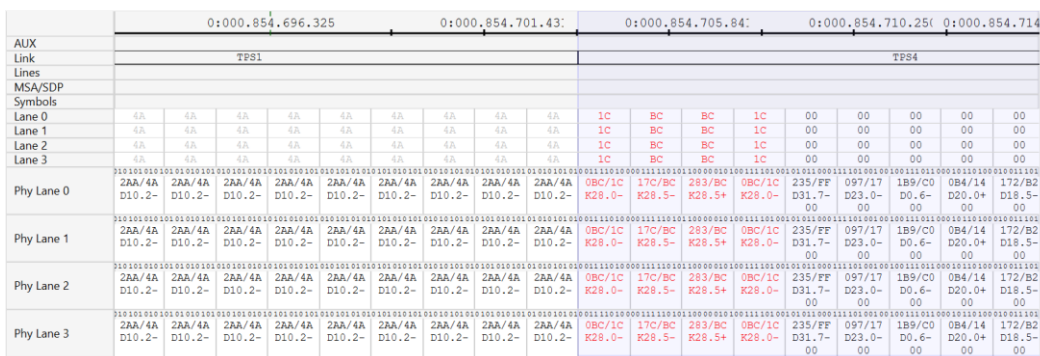 0:000.854.696.325 0:000.854.701.43 0:000.854.705.84 0:000.854.710.25 0:000.854.714
AUX
Link TPS1 TPS4
Lines
MSA/SDP
Symbols
Lane 0 4A 4A 4A 4A 4A 4A 4A 4A 1C BC BC 1C 00 00 00 00 00
Lane 1 4A 4A 4A 4A 4A 4A 4A 4A 1C BC BC 1C 00 00 00 00 00
Lane 2 4A 4A 4A 4A 4A 4A 4A 4A 1C BC BC 1C 00 00 00 00 00
Lane 3 4A 4A 4A 4A 4A 4A 4A 4A 1C BC BC 1C 00 00 00 00 00
2AA/4A 2AA/4A 2AA/4A 2AA/4A 2AA/4A 2AA/4A 2AA/4A 2AA/4A 0BC/1C 17C/BC 283/BC 0BC/1C 235/FF 097/17 1B9/C0 0B4/14 172/B2
Phy Lane 0 D10.2- D10.2- D10.2- D10.2- D10.2- D10.2- D10.2- D10.2- K28.0- K28.5- K28.5+ K28.0- D31.7- D23.0- D0.6- D20.0+ D18.5-
00 00 00 00 00
2AA/4A 2AA/4A 2AA/4A 2AA/4A 2AA/4A 2AA/4A 2AA/4A 2AA/4A 0BC/1C 17C/BC 283/BC 0BC/1C 235/FF 097/17 1B9/C0 0B4/14 172/B2
Phy Lane 1 D10.2- D10.2- D10.2- D10.2- D10.2- D10.2- D10.2- D10.2- K28.0- K28.5- K28.5+ K28.0- D31.7- D23.0- D0.6- D20.0+ D18.5-
00 00 00 00 00
2AA/4A 2AA/4A 2AA/4A 2AA/4A 2AA/4A 2AA/4A 2AA/4A 2AA/4A 0BC/1C 17C/BC 283/BC 0BC/1C 235/FF 097/17 1B9/C0 0B4/14 172/B2
Phy Lane 2 D10.2- D10.2- D10.2- D10.2- D10.2- D10.2- D10.2- D10.2- K28.0- K28.5- K28.5+ K28.0- D31.7- D23.0- D0.6- D20.0+ D18.5-
00 00 00 00 00
2AA/4A 2AA/4A 2AA/4A 2AA/4A 2AA/4A 2AA/4A 2AA/4A 2AA/4A 0BC/1C 17C/BC 283/BC 0BC/1C 235/FF 097/17 1B9/C0 0B4/14 172/B2
Phy Lane 3 D10.2- D10.2- D10.2- D10.2- D10.2- D10.2- D10.2- D10.2- K28.0- K28.5- K28.5+ K28.0- D31.7- D23.0- D0.6- D20.0+ D18.5-
00 00 00 00 00